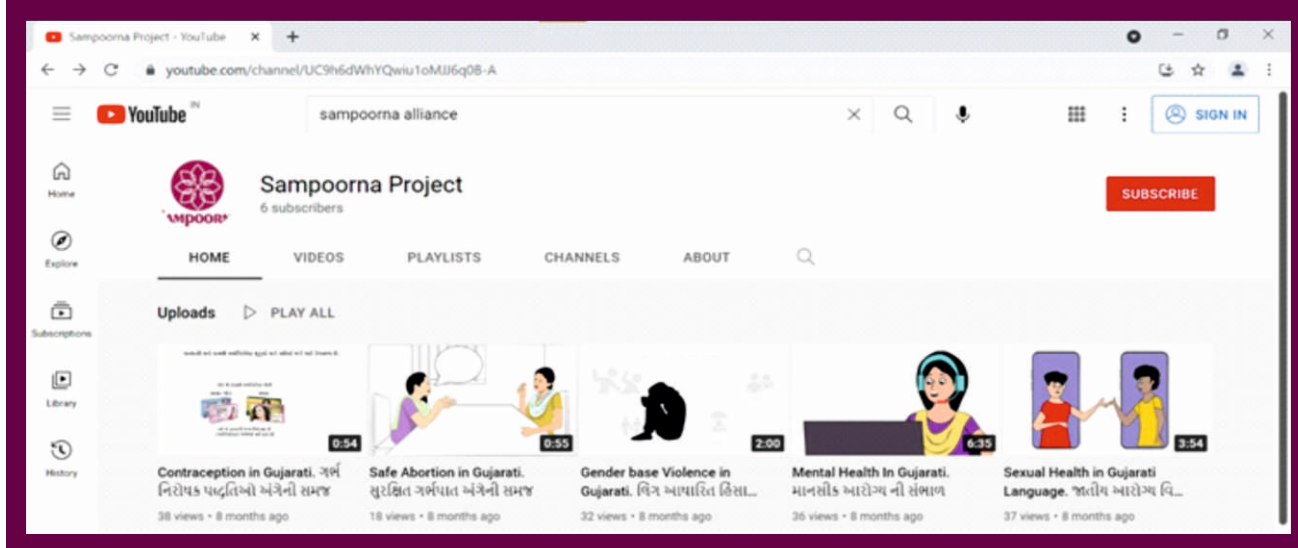 Sampoorna Project - YouTube
youtube.com/channel/UC9h6dWhYQwiu1oMJJ6q0B-A
YouTube IN
sampoorna alliance
SIGN IN
Home
Explore
Subscriptions
Library
History
Sampoorna Project
6 subscribers
SUBSCRIBE
HOME VIDEOS PLAYLISTS CHANNELS ABOUT
Uploads PLAY ALL
0:54 0:55 2:00 6:35 3:54
Contraception in Gujarati. ગર્ભ
નિરોધક પદ્ધતિઓ અંગેની સમજ
38 views • 8 months ago
Safe Abortion in Gujarati.
સુરક્ષિત ગર્ભપાત અંગેની સમજ
18 views • 8 months ago
Gender base Violence in
Gujarati. લિંગ આધારિત હિંસા...
32 views • 8 months ago
Mental Health In Gujarati.
માનસીક આરોગ્ય ની સંભાળ
36 views • 8 months ago
Sexual Health in Gujarati
Language. જાતીય આરોગ્ય વિ...
37 views • 8 months ago